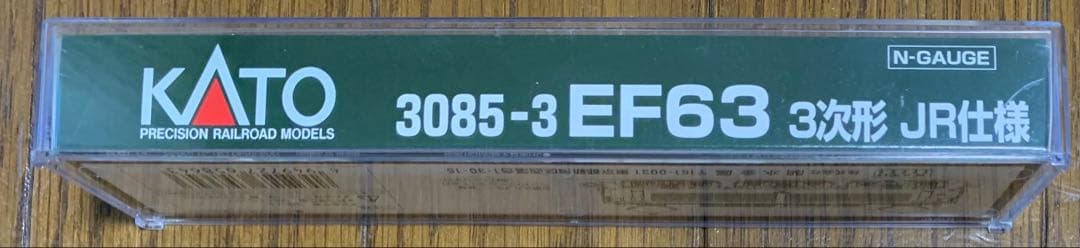 KATO
PRECISION RAILROAD MODELS
3085-3 EF63 3次形 JR仕様
N-GAUGE